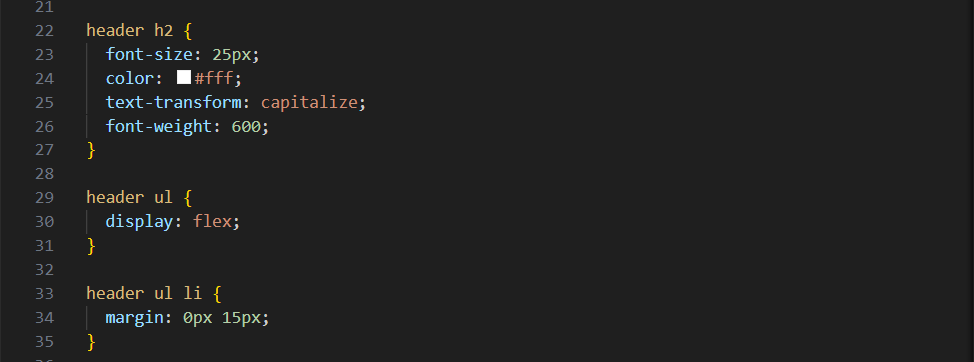 21
22 header h2 {
23 font-size: 25px;
24 color: #fff;
25 text-transform: capitalize;
26 font-weight: 600;
27 }
28
29 header ul {
30 display: flex;
31 }
32
33 header ul li {
34 margin: 0px 15px;
35 }